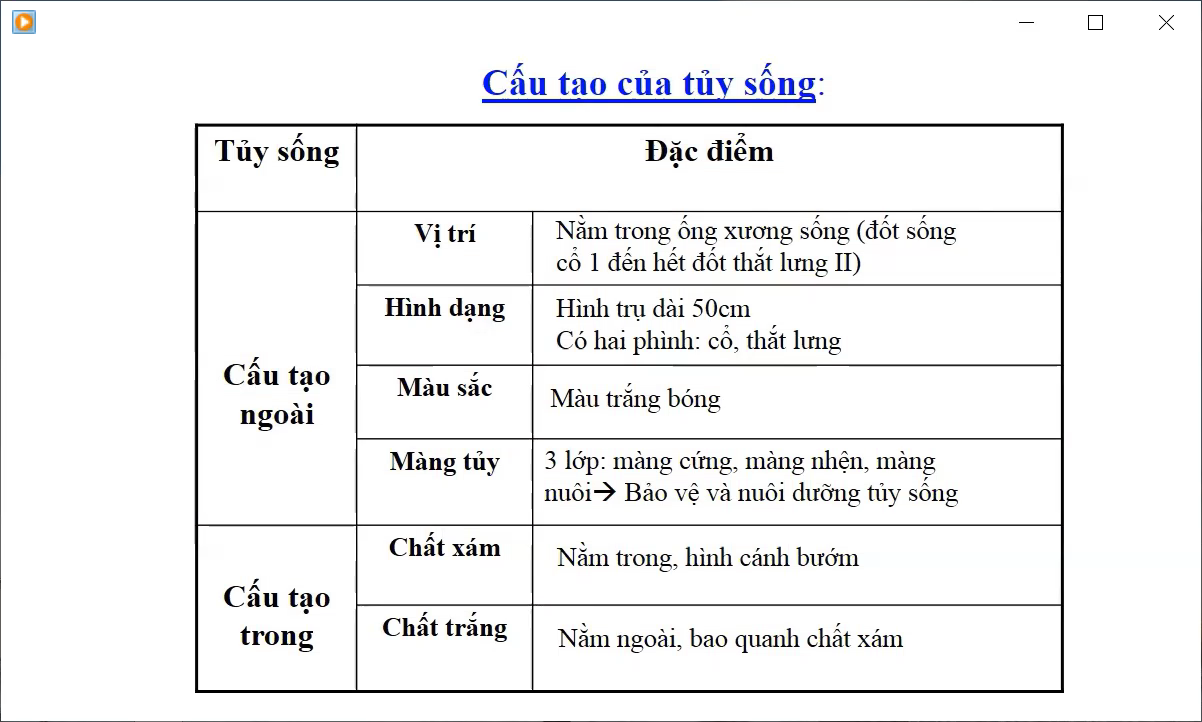 Cấu tạo của tủy sống:
Tủy sống
Đặc điểm
Cấu tạo
ngoài
Vị trí
Nằm trong ống xương sống (đốt sống
cổ 1 đến hết đốt thắt lưng II)
Hình dạng
Hình trụ dài 50cm
Có hai phình: cổ, thắt lưng
Màu sắc
Màu trắng bóng
Màng tủy
3 lớp: màng cứng, màng nhện, màng
nuôi→ Bảo vệ và nuôi dưỡng tủy sống
Cấu tạo
trong
Chất xám
Nằm trong, hình cánh bướm
Chất trắng
Nằm ngoài, bao quanh chất xám